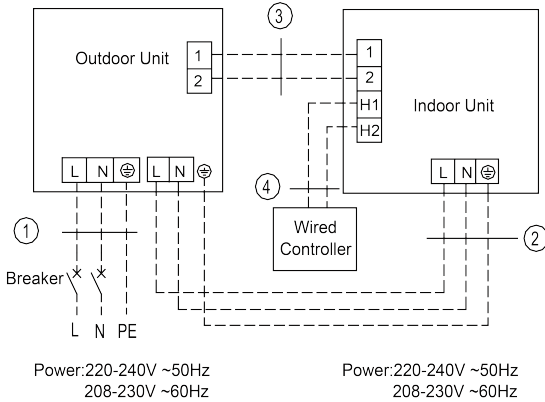 3
Outdoor Unit
1
2
1
2
H1
H2
Indoor Unit
L N
L N
L N
4
1
2
Wired
Controller
Breaker
L N PE
Power:220-240V ~50Hz
208-230V ~60Hz
Power:220-240V ~50Hz
208-230V ~60Hz